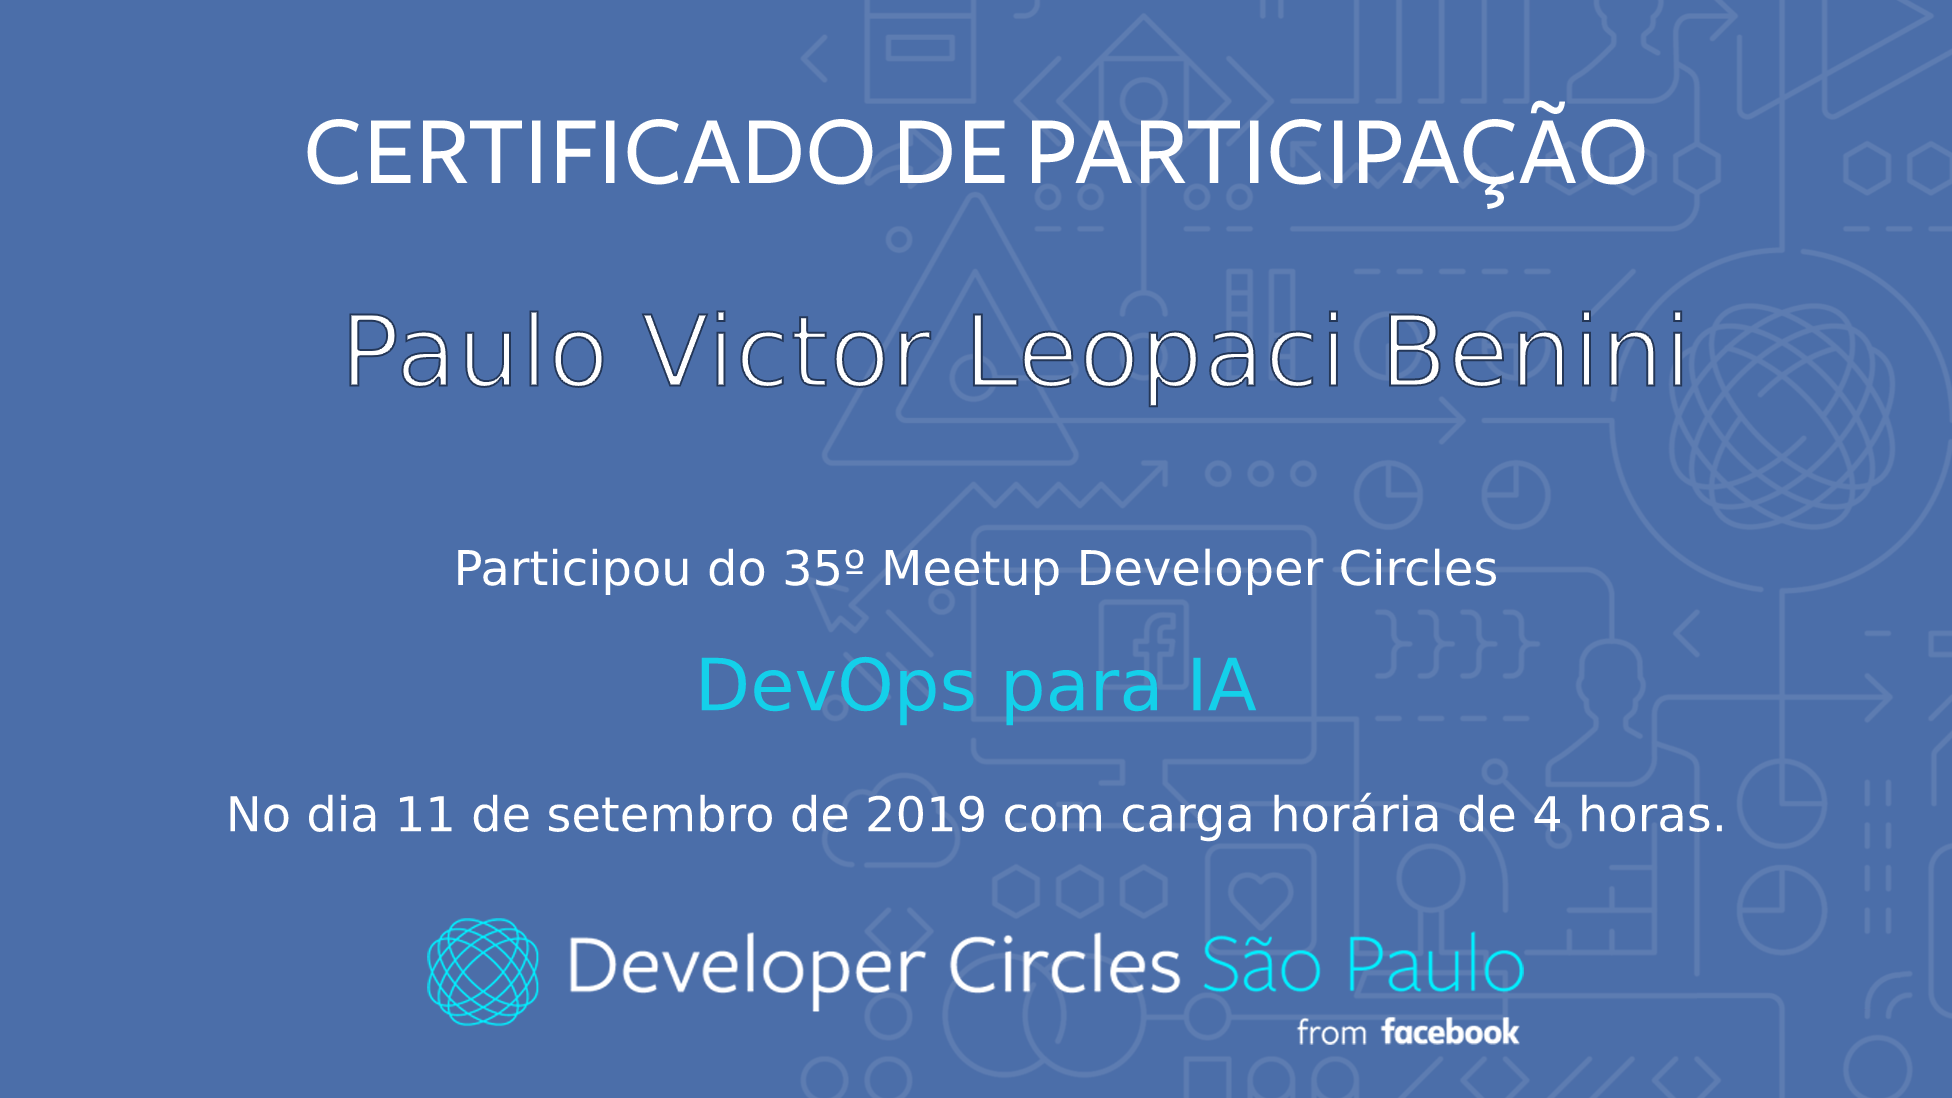 CERTIFICADO DE PARTICIPAÇÃO
Paulo Victor Leopaci Benini
Participou do 35º Meetup Developer Circles
DevOps para IA
No dia 11 de setembro de 2019 com carga horária de 4 horas.
Developer Circles São Paulo
from facebook